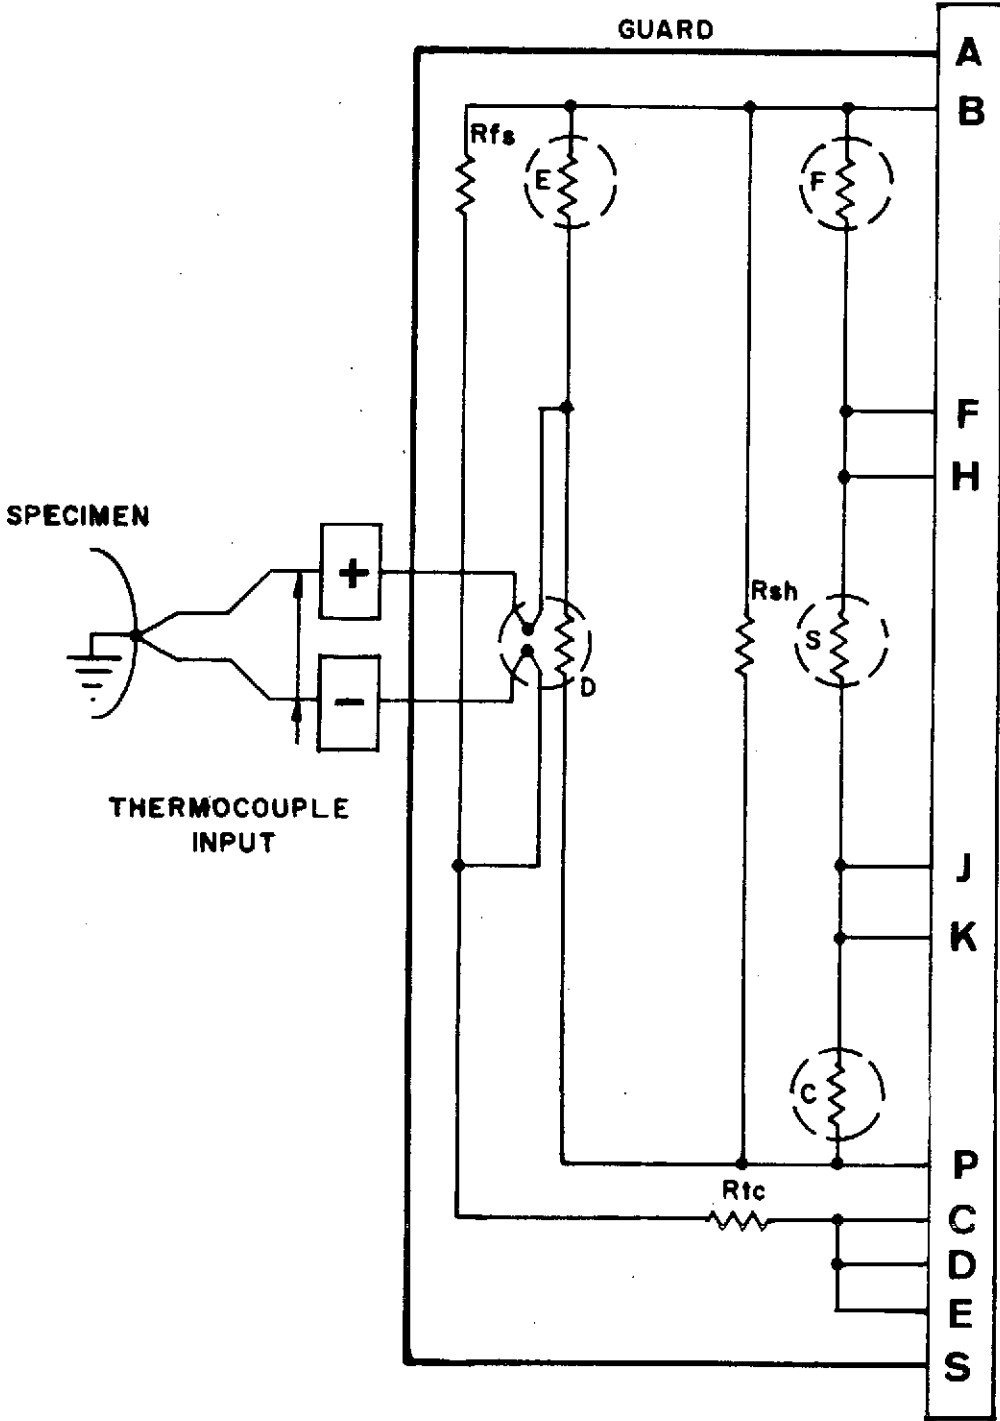 GUARD
A
B
Rfs
E
F
F
H
SPECIMEN
+
Rsh
S
−
D
THERMOCOUPLE
INPUT
J
K
C
P
Rtc
C
D
E
S